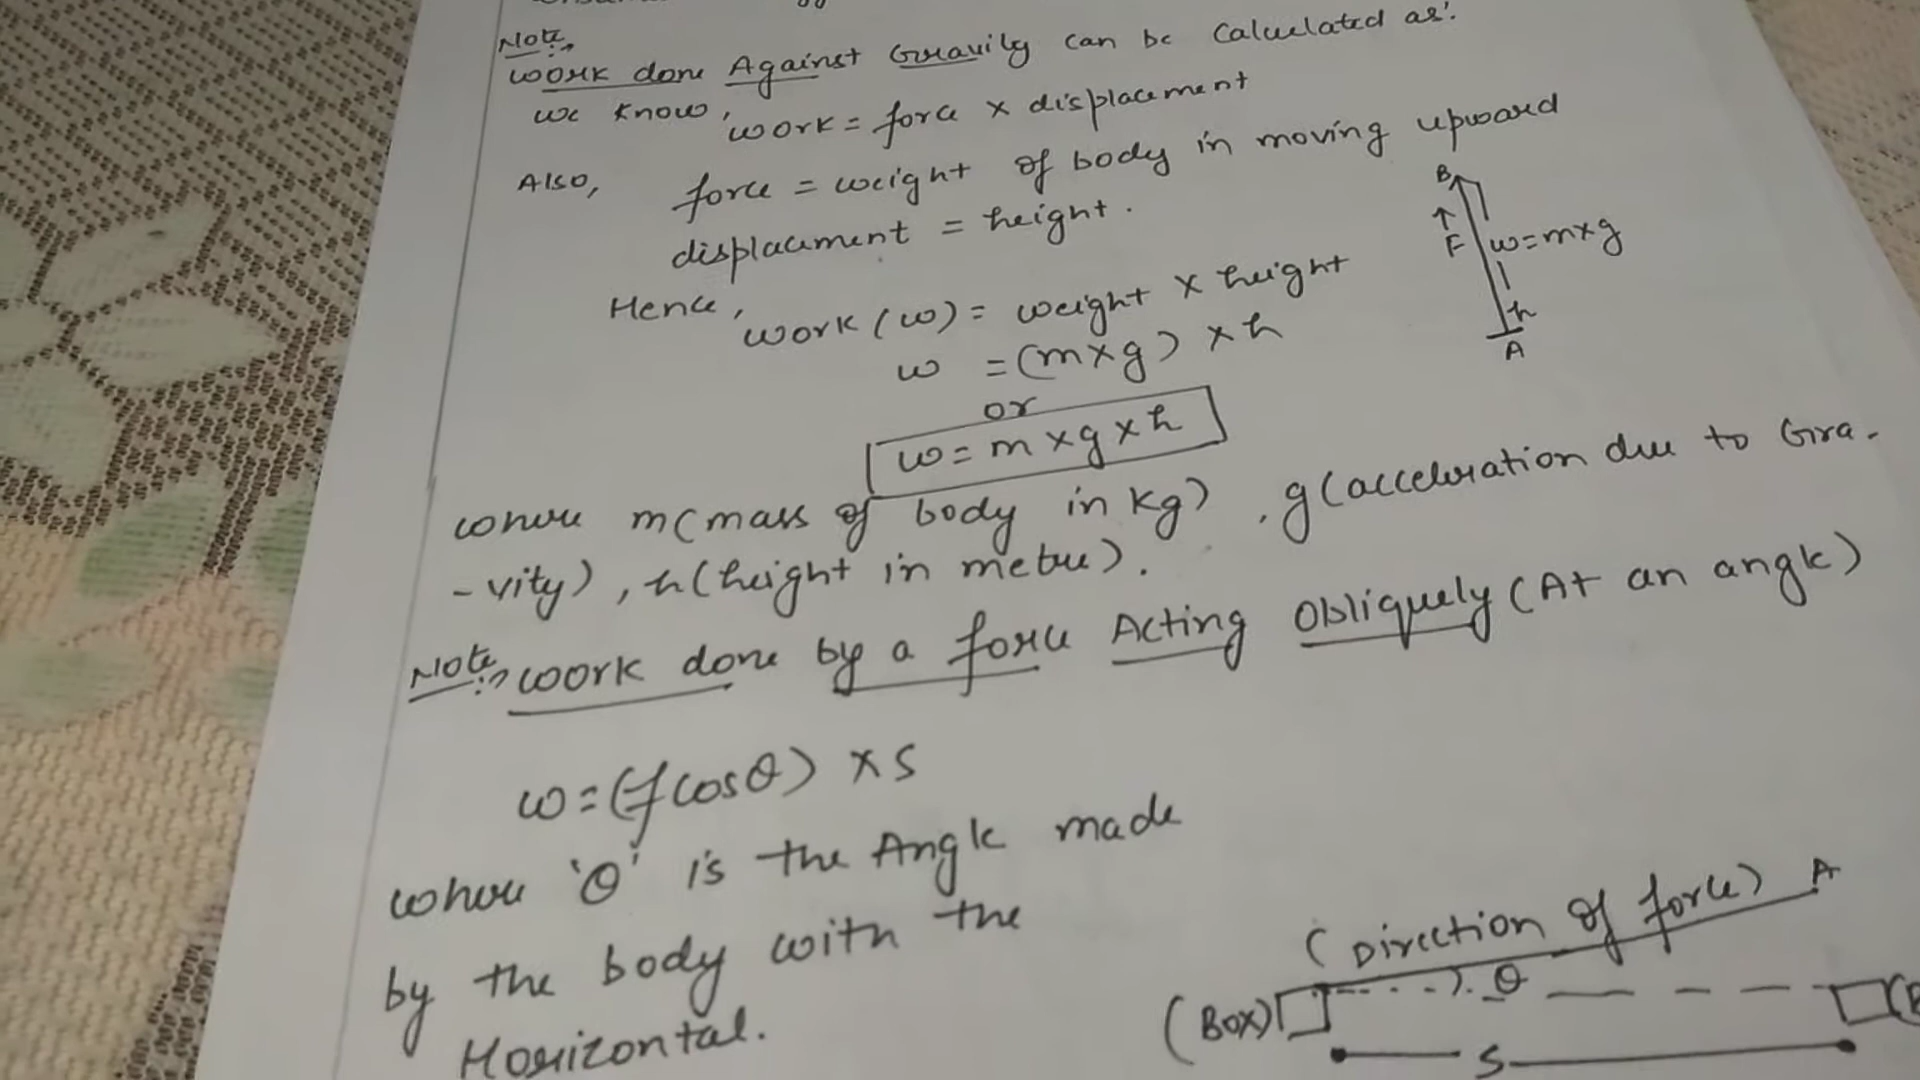 Note:,
Work done Against Gravity can be Calculated as:
we know,
work = force × displacement
Also,
force = weight of body in moving upward
displacement = height.
Hence,
work (w) = weight × height
w = (m×g) × h
or
w = m × g × h
B
↑
F
w=m×g
h
A
where m(mass of body in kg), g(acceleration due to Gra-
-vity), h(height in metre).
Note:, work done by a force Acting Obliquely (At an angle)
w=(fcosθ) × s
where 'θ' is the Angle made
by the body with the
Horizontal.
(Direction of force) A
θ
(Box)
S